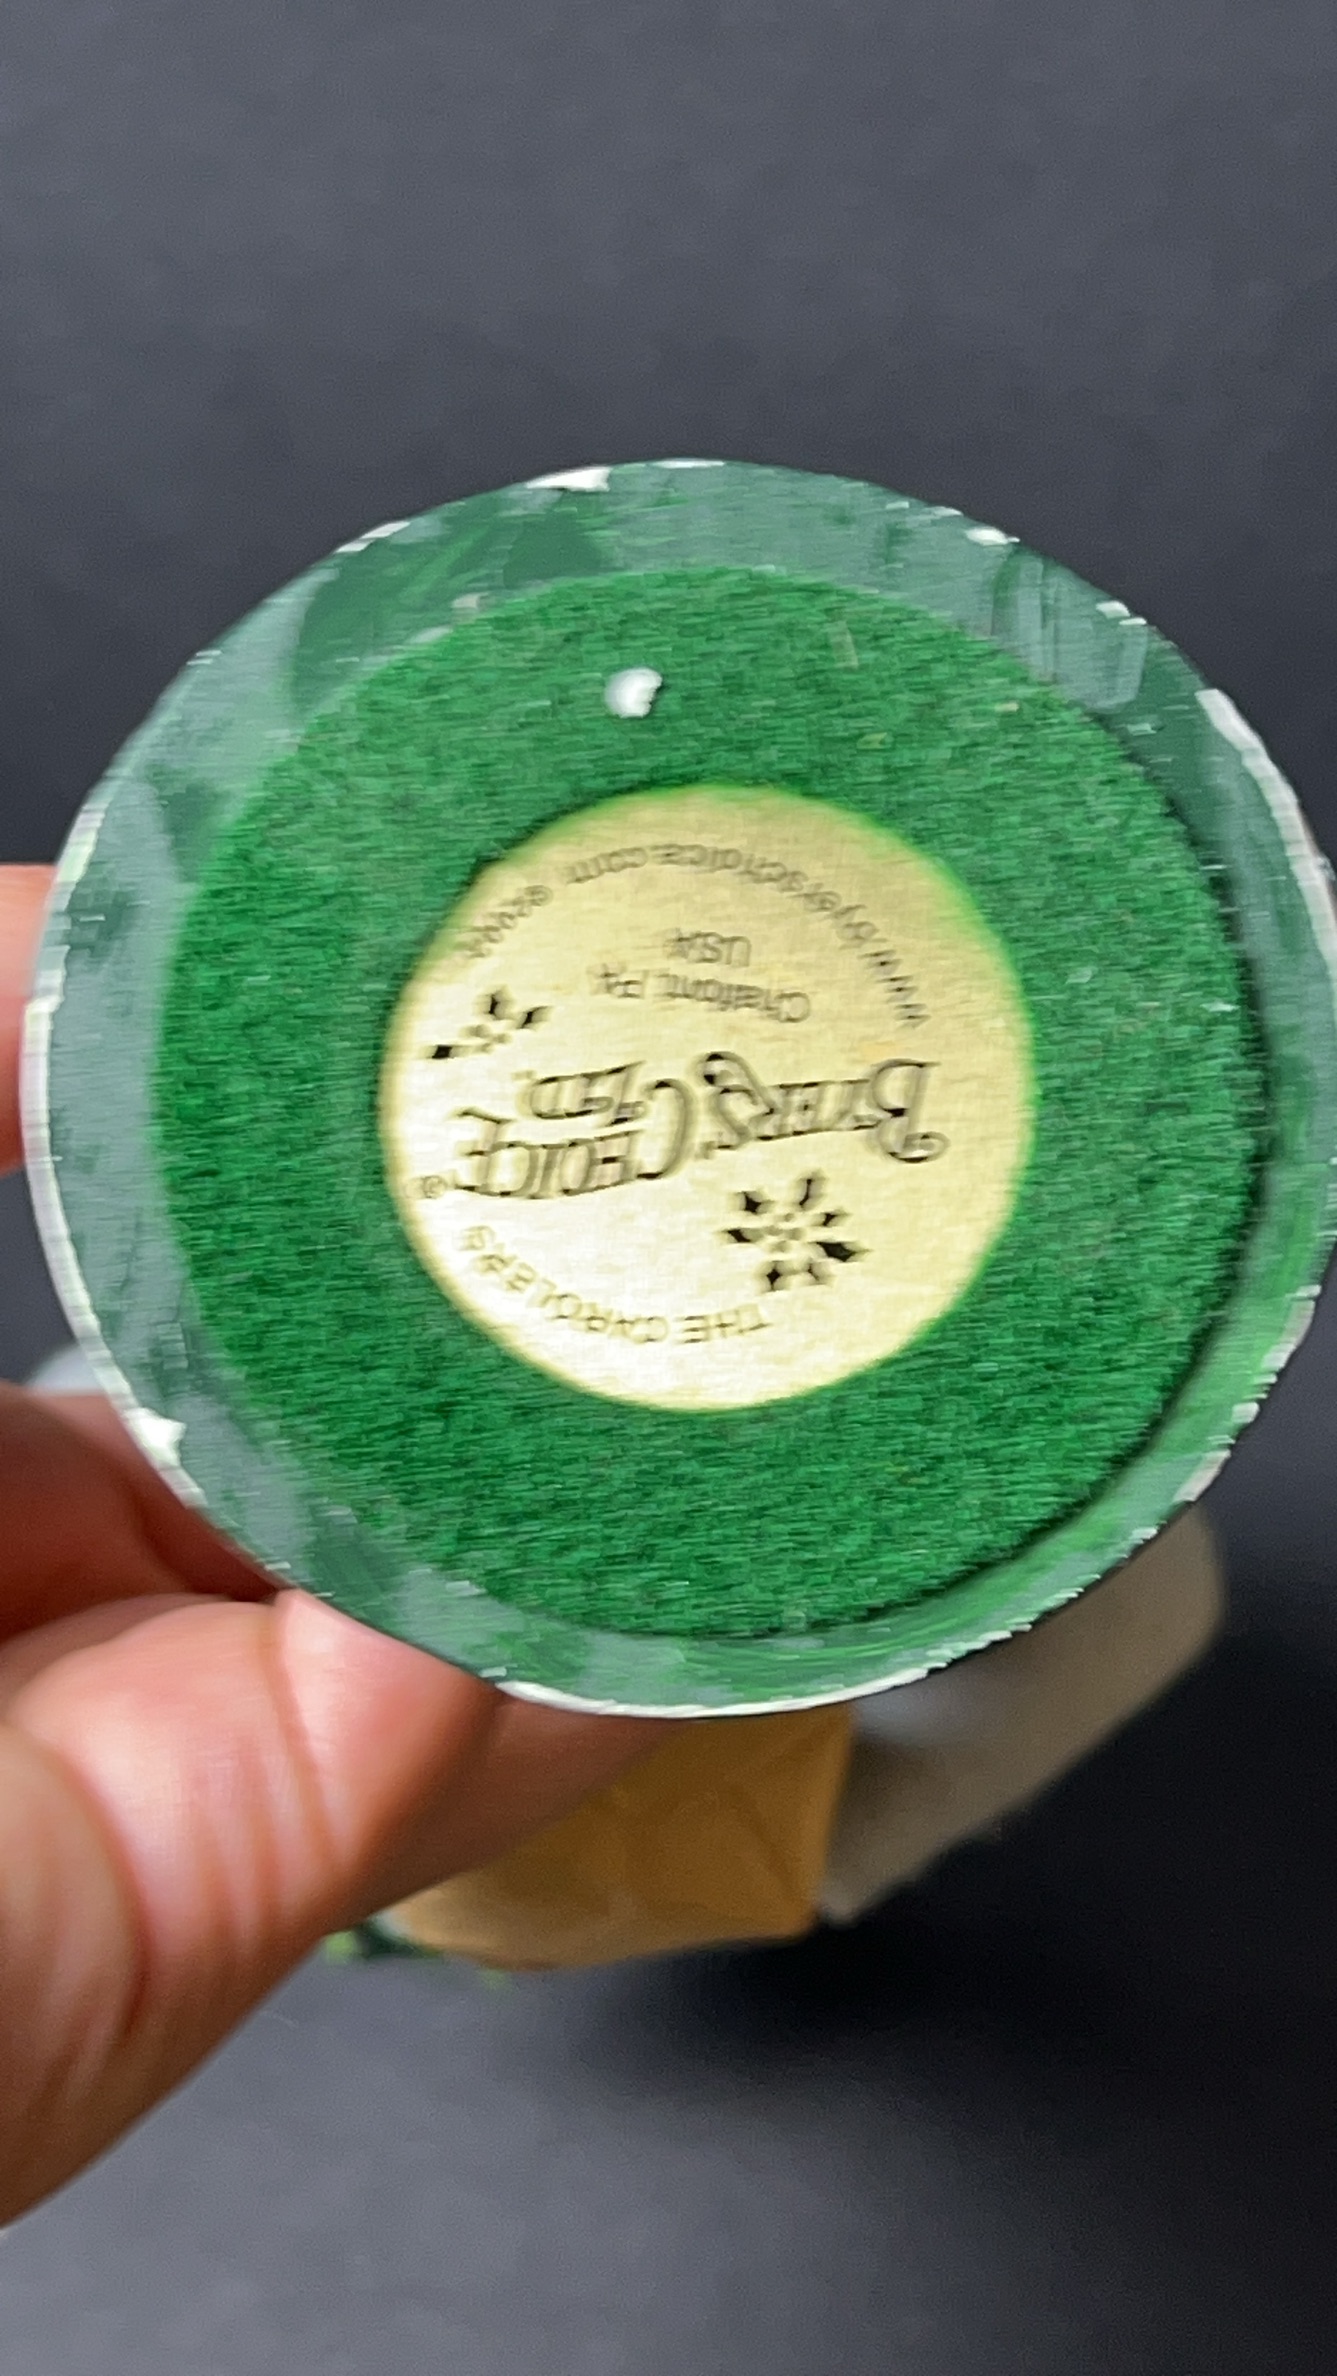 THE CAROLERS®
BYERS' CHOICE LTD.®
Chalfont, PA
USA
www.byerschoice.com